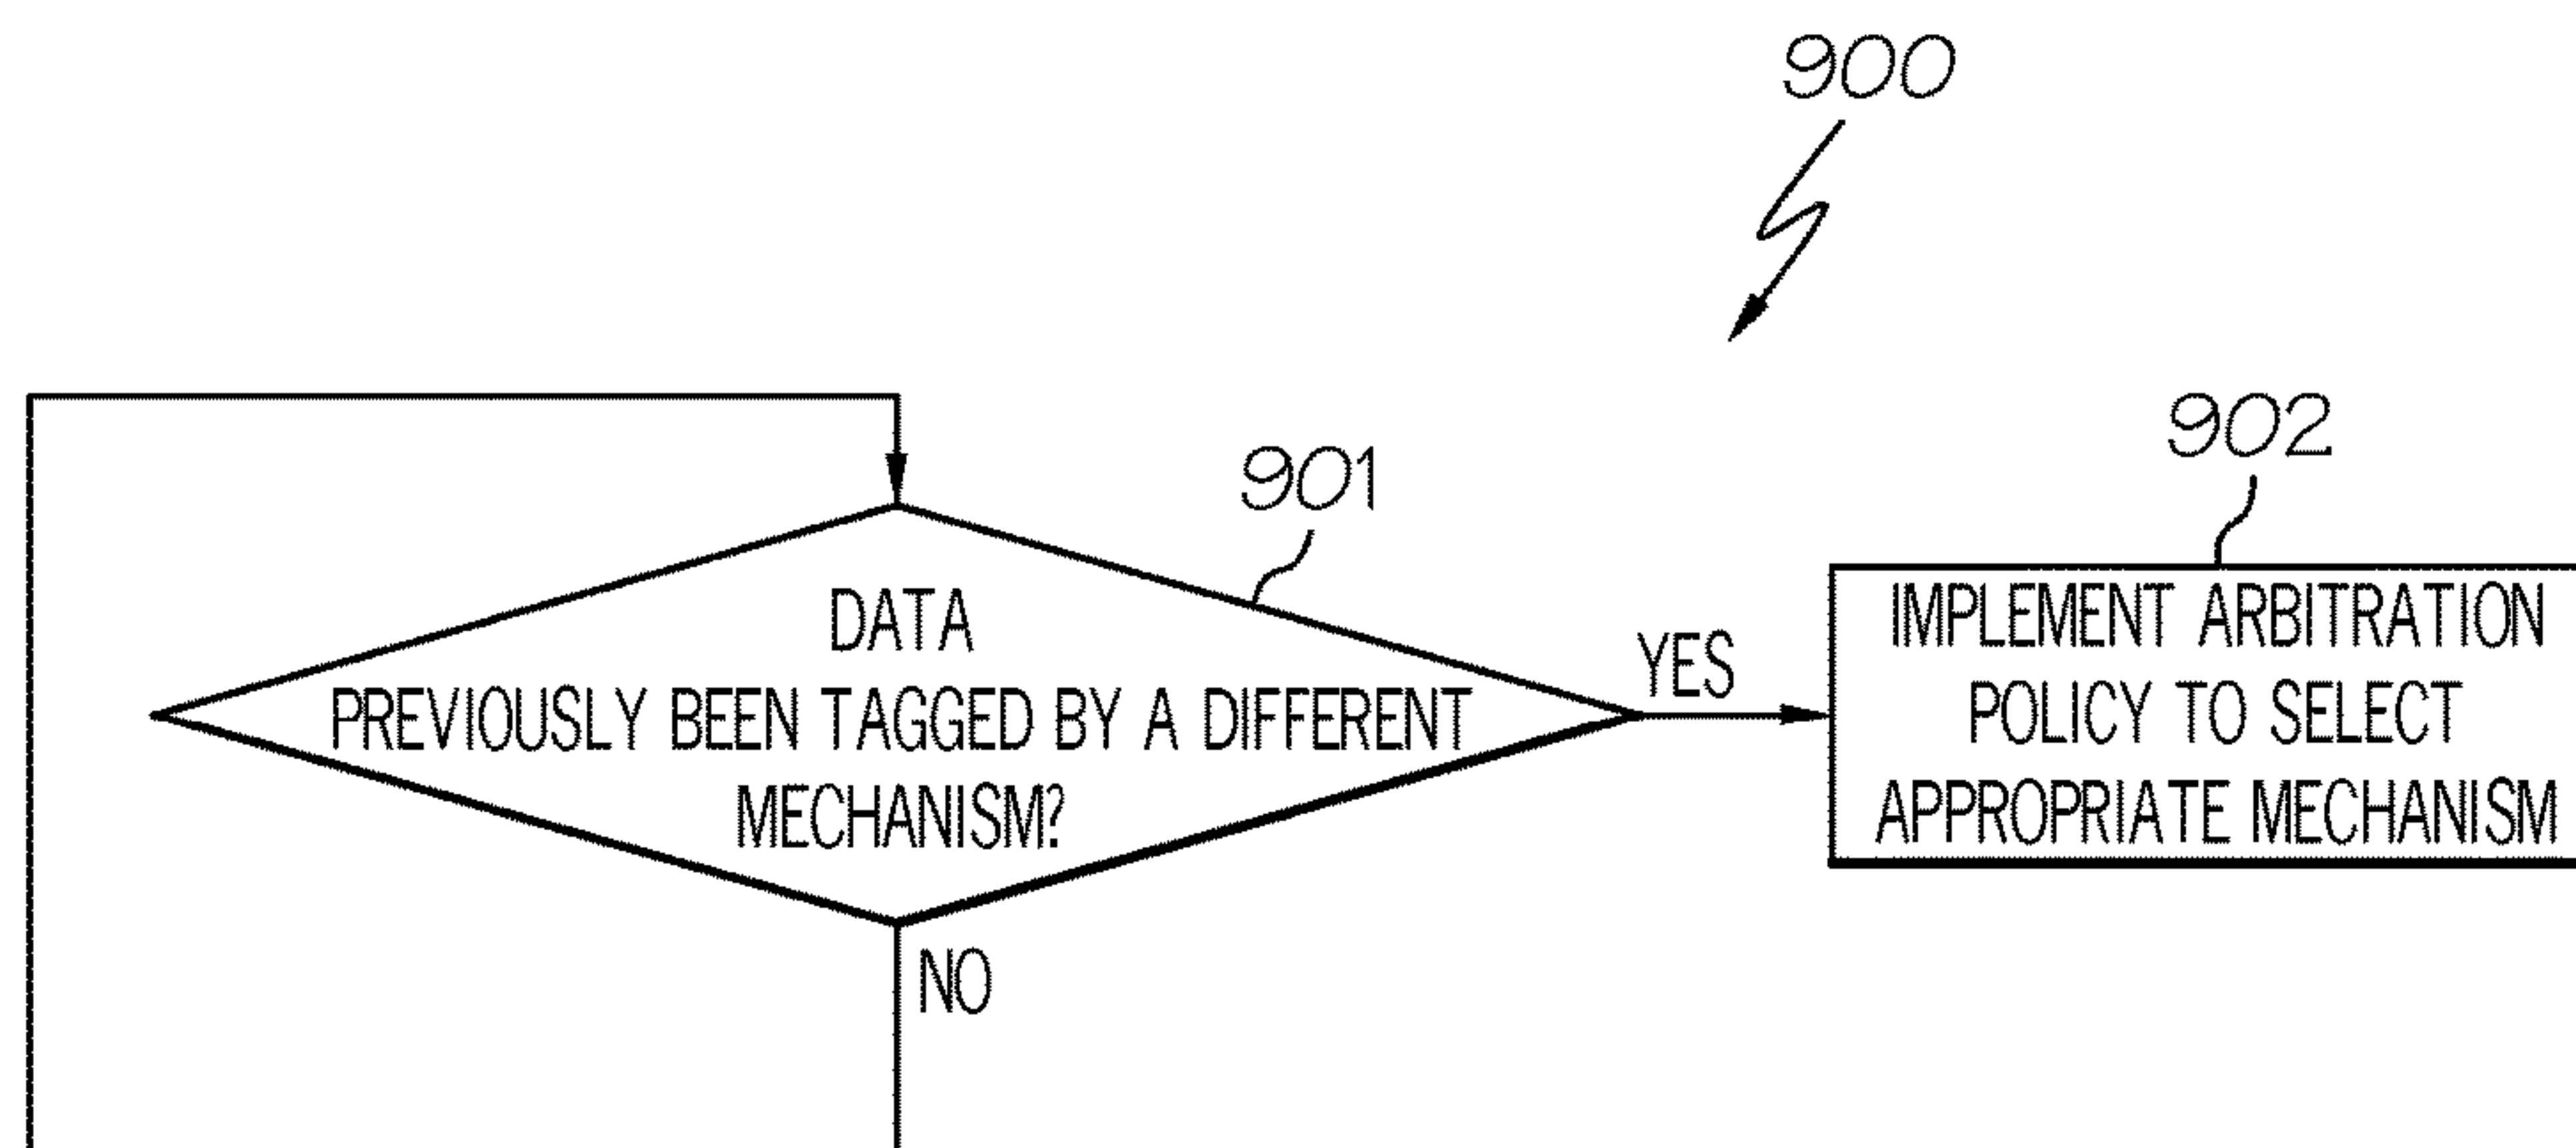 900
901
902
DATA
PREVIOUSLY BEEN TAGGED BY A DIFFERENT
MECHANISM?
YES
IMPLEMENT ARBITRATION
POLICY TO SELECT
APPROPRIATE MECHANISM
NO